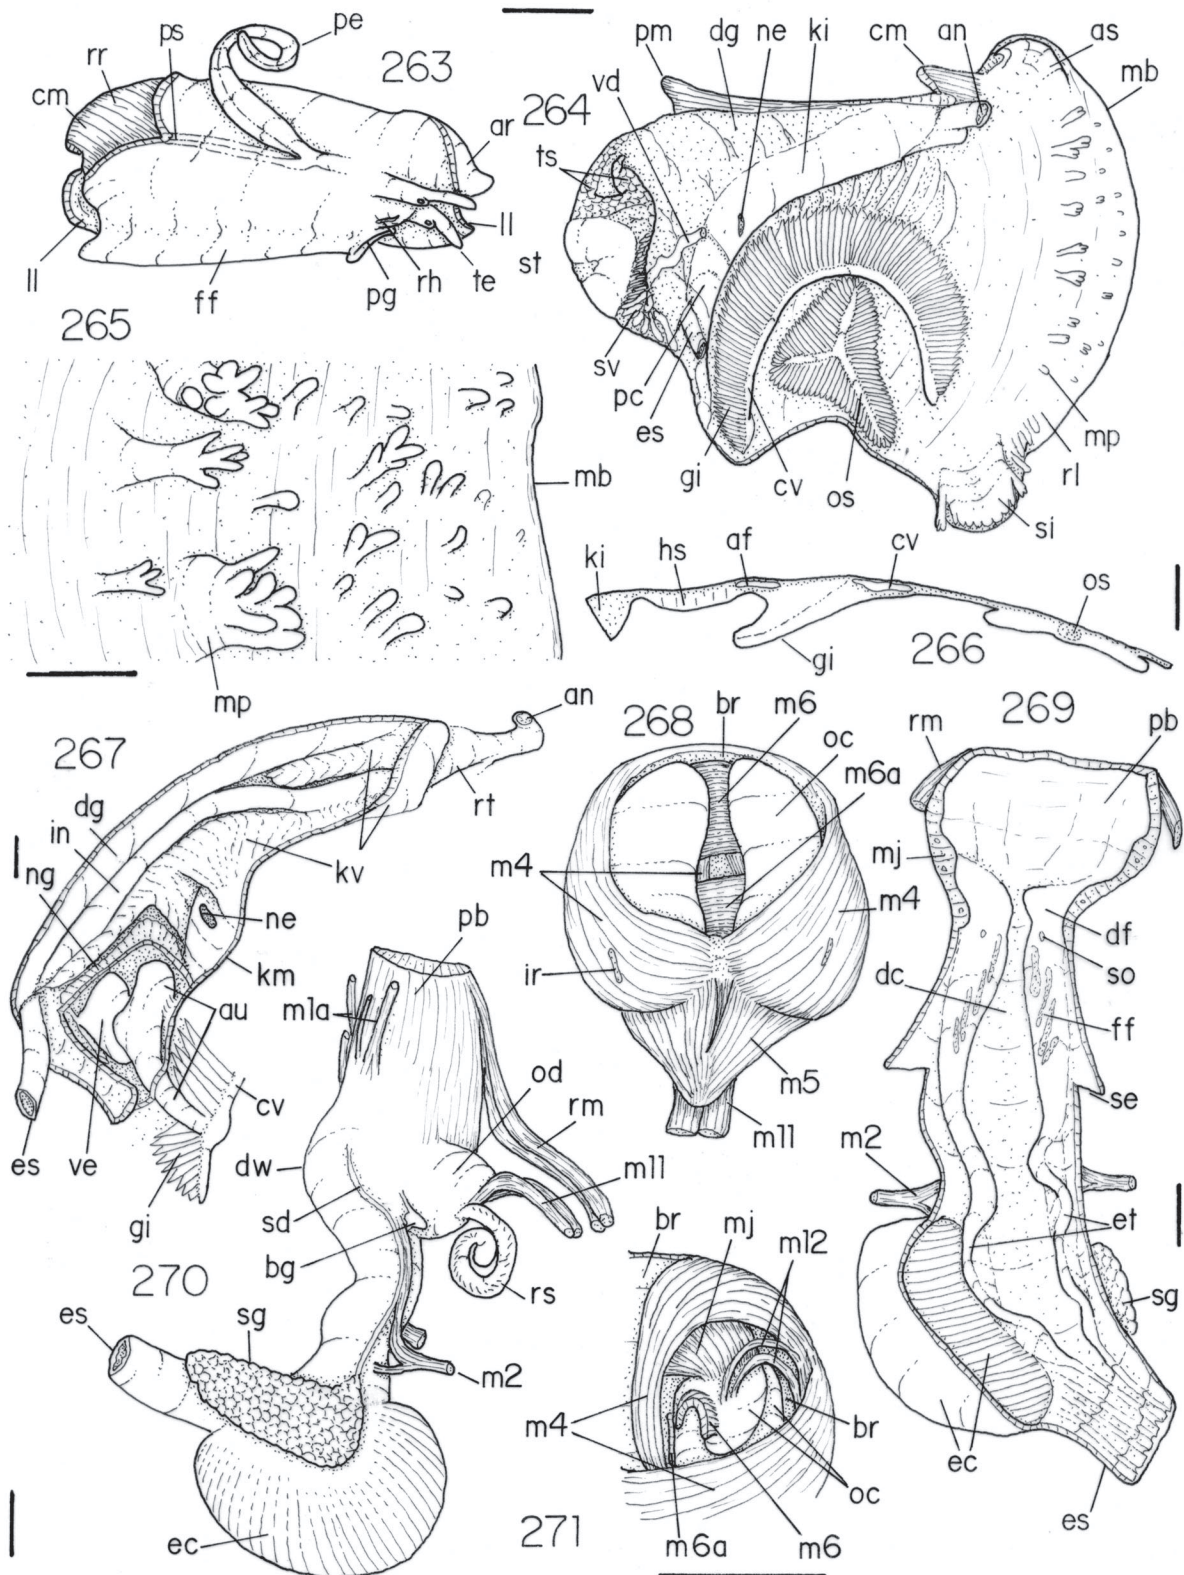 263
pe
ps
rr
cm
ar
ll
ll
ff
pg
rh
te
264
pm
dg
ne
ki
cm
an
as
mb
vd
ts
st
sv
pc
es
gi
cv
os
si
rl
mp
265
mb
mp
266
ki
hs
af
cv
os
gi
267
an
rt
dg
in
ng
kv
ne
km
au
cv
es
ve
gi
268
br
m6
oc
m6a
m4
m4
ir
m5
m11
269
rm
pb
mj
df
so
dc
ff
se
m2
et
sg
ec
es
270
pb
m1a
od
rm
m11
dw
sd
bg
rs
es
sg
m2
ec
271
br
mj
m12
m4
br
oc
m6a
m6